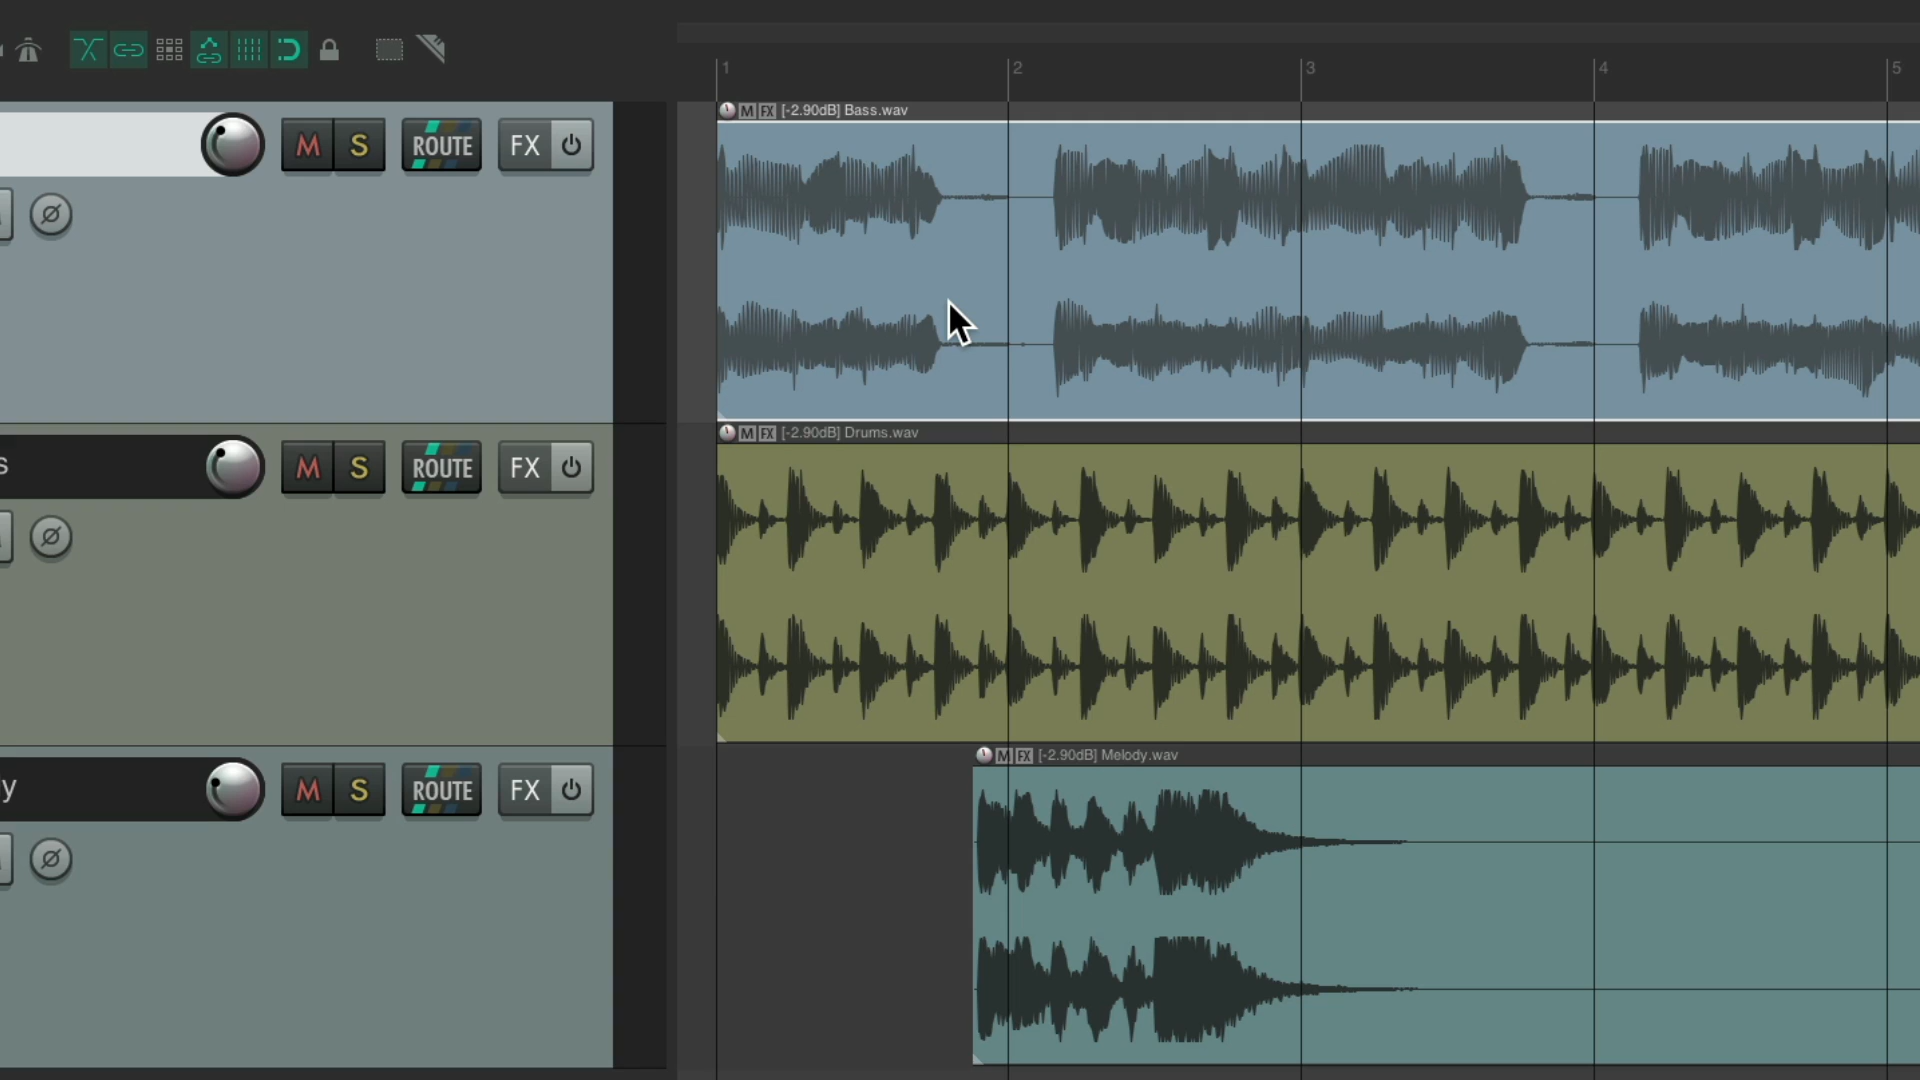 1 2 3 4 5
M FX [-2.90dB] Bass.wav
M S ROUTE FX
M FX [-2.90dB] Drums.wav
s M S ROUTE FX
M FX [-2.90dB] Melody.wav
y M S ROUTE FX